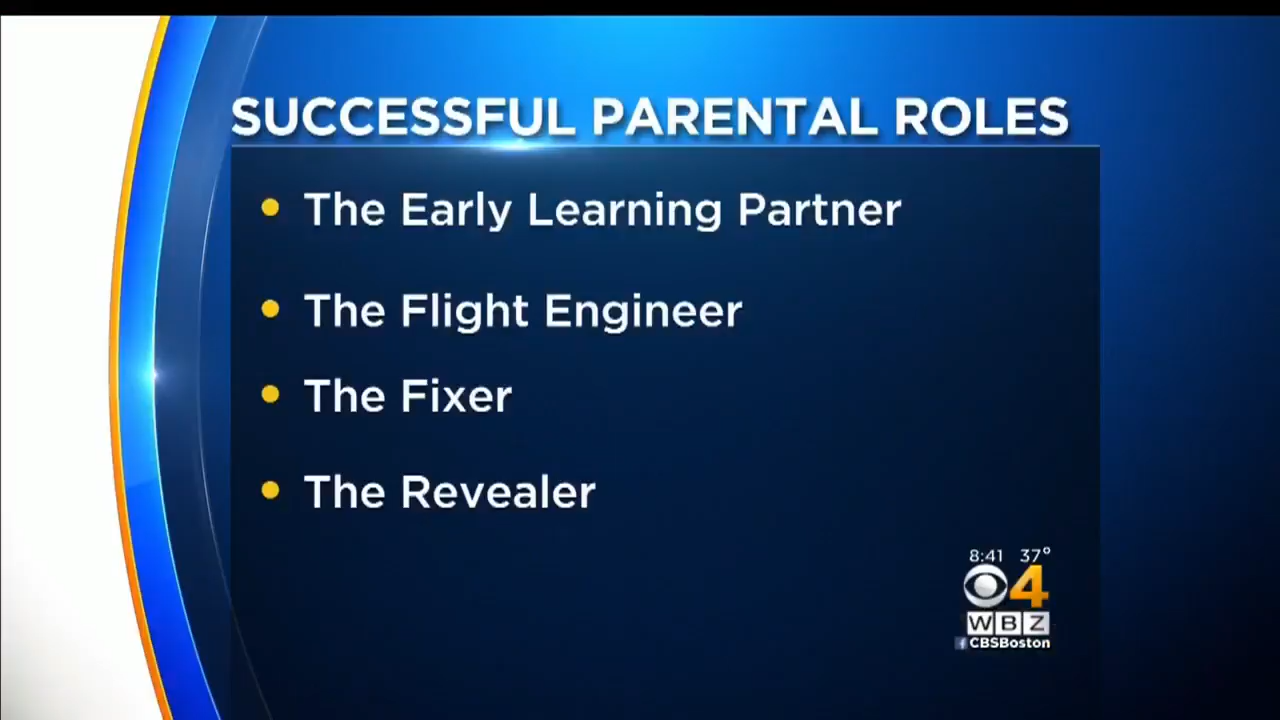 SUCCESSFUL PARENTAL ROLES
• The Early Learning Partner
• The Flight Engineer
• The Fixer
• The Revealer
8:41 37°
4
WBZ
f CBSBoston